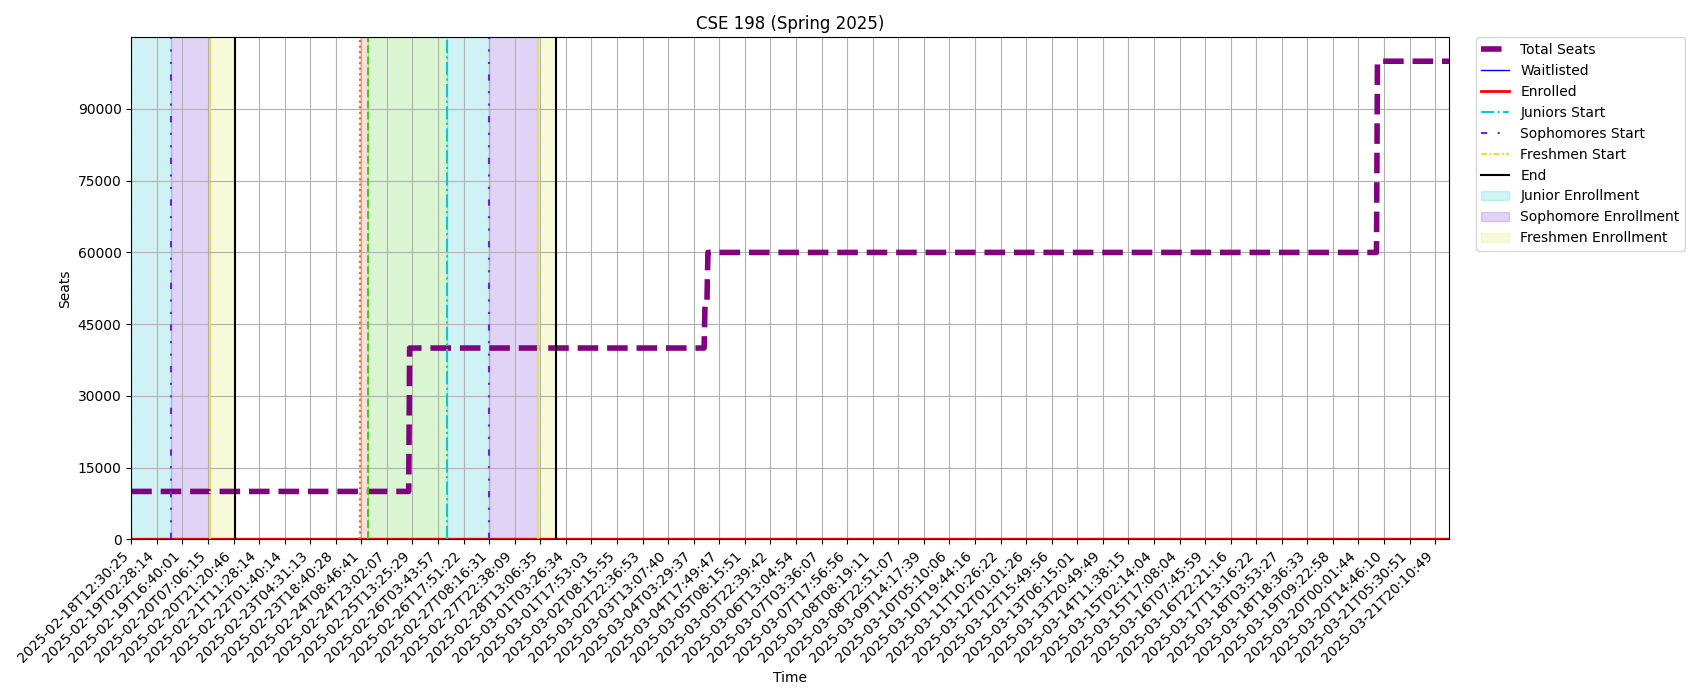 CSE 198 (Spring 2025)
Total Seats
Waitlisted
Enrolled
Juniors Start
Sophomores Start
Freshmen Start
End
Junior Enrollment
Sophomore Enrollment
Freshmen Enrollment
Seats
90000
75000
60000
45000
30000
15000
0
2025-02-18T12:30:25
2025-02-19T02:28:14
2025-02-19T16:40:01
2025-02-20T07:06:15
2025-02-20T21:20:46
2025-02-21T11:28:14
2025-02-22T01:40:14
2025-02-23T04:31:13
2025-02-23T18:40:28
2025-02-24T08:46:41
2025-02-24T23:02:07
2025-02-25T13:25:29
2025-02-26T03:43:57
2025-02-26T17:51:22
2025-02-27T08:16:31
2025-02-27T22:38:09
2025-02-28T13:06:35
2025-03-01T03:26:34
2025-03-01T17:53:03
2025-03-02T08:15:55
2025-03-02T22:36:53
2025-03-03T13:07:40
2025-03-04T03:29:37
2025-03-04T17:49:47
2025-03-05T08:15:51
2025-03-05T22:39:42
2025-03-06T13:04:54
2025-03-07T03:36:07
2025-03-07T17:56:56
2025-03-08T08:19:11
2025-03-08T22:51:07
2025-03-09T14:17:39
2025-03-10T05:10:06
2025-03-10T19:44:16
2025-03-11T10:26:22
2025-03-12T01:01:26
2025-03-12T15:49:56
2025-03-13T06:15:01
2025-03-13T20:49:49
2025-03-14T11:38:15
2025-03-15T02:14:04
2025-03-15T17:08:04
2025-03-16T07:45:59
2025-03-16T22:21:16
2025-03-17T13:16:22
2025-03-18T03:53:27
2025-03-18T18:36:33
2025-03-19T09:22:58
2025-03-20T00:01:44
2025-03-20T14:46:10
2025-03-21T05:30:51
2025-03-21T20:10:49
Time